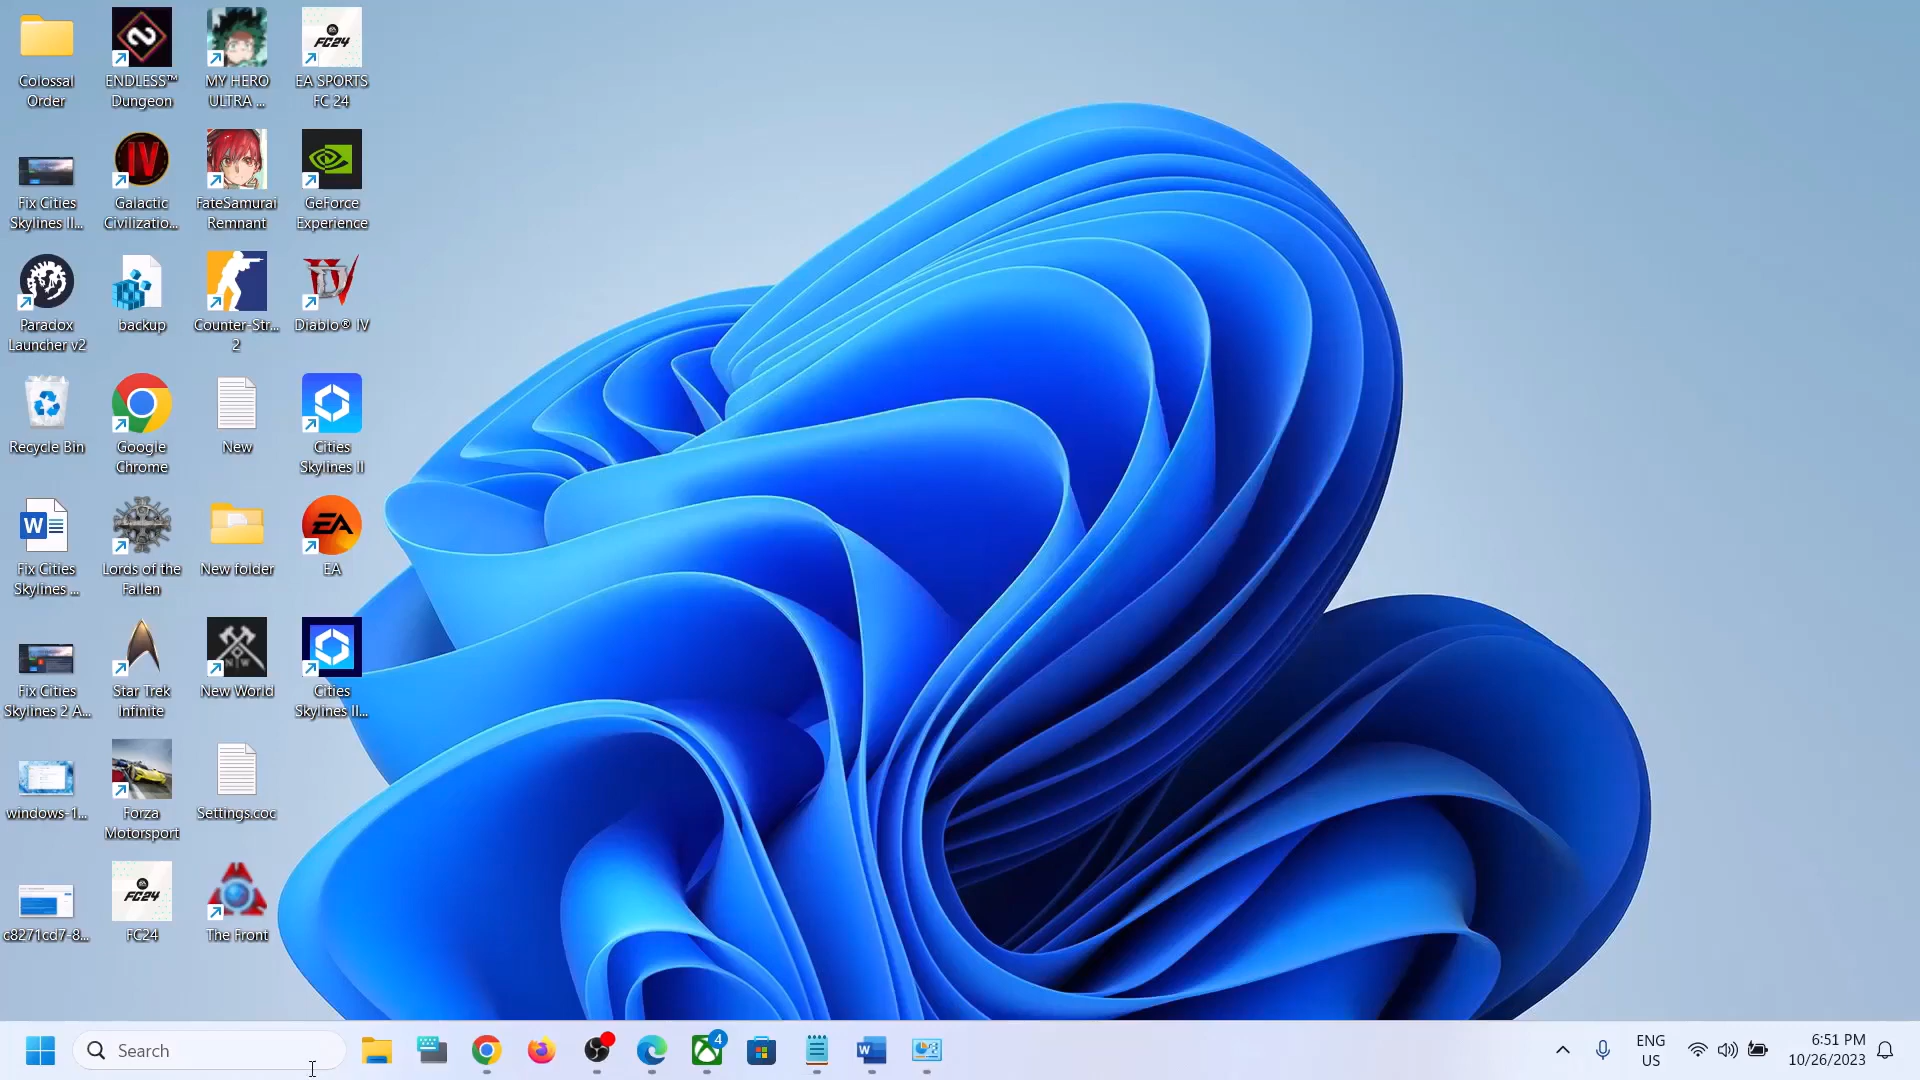 Colossal
Order
ENDLESS™
Dungeon
MY HERO
ULTRA ...
EA SPORTS
FC 24
Fix Cities
Skylines II...
Galactic
Civilizatio...
FateSamurai
Remnant
GeForce
Experience
Paradox
Launcher v2
backup
Counter-Str...
2
Diablo® IV
Recycle Bin
Google
Chrome
New
Cities
Skylines II
Fix Cities
Skylines ...
Lords of the
Fallen
New folder
EA
Fix Cities
Skylines 2 A...
Star Trek
Infinite
New World
Cities
Skylines II...
windows-1...
Forza
Motorsport
Settings.coc
c8271cd7-8...
FC24
The Front
Search
4
ENG
US
6:51 PM
10/26/2023